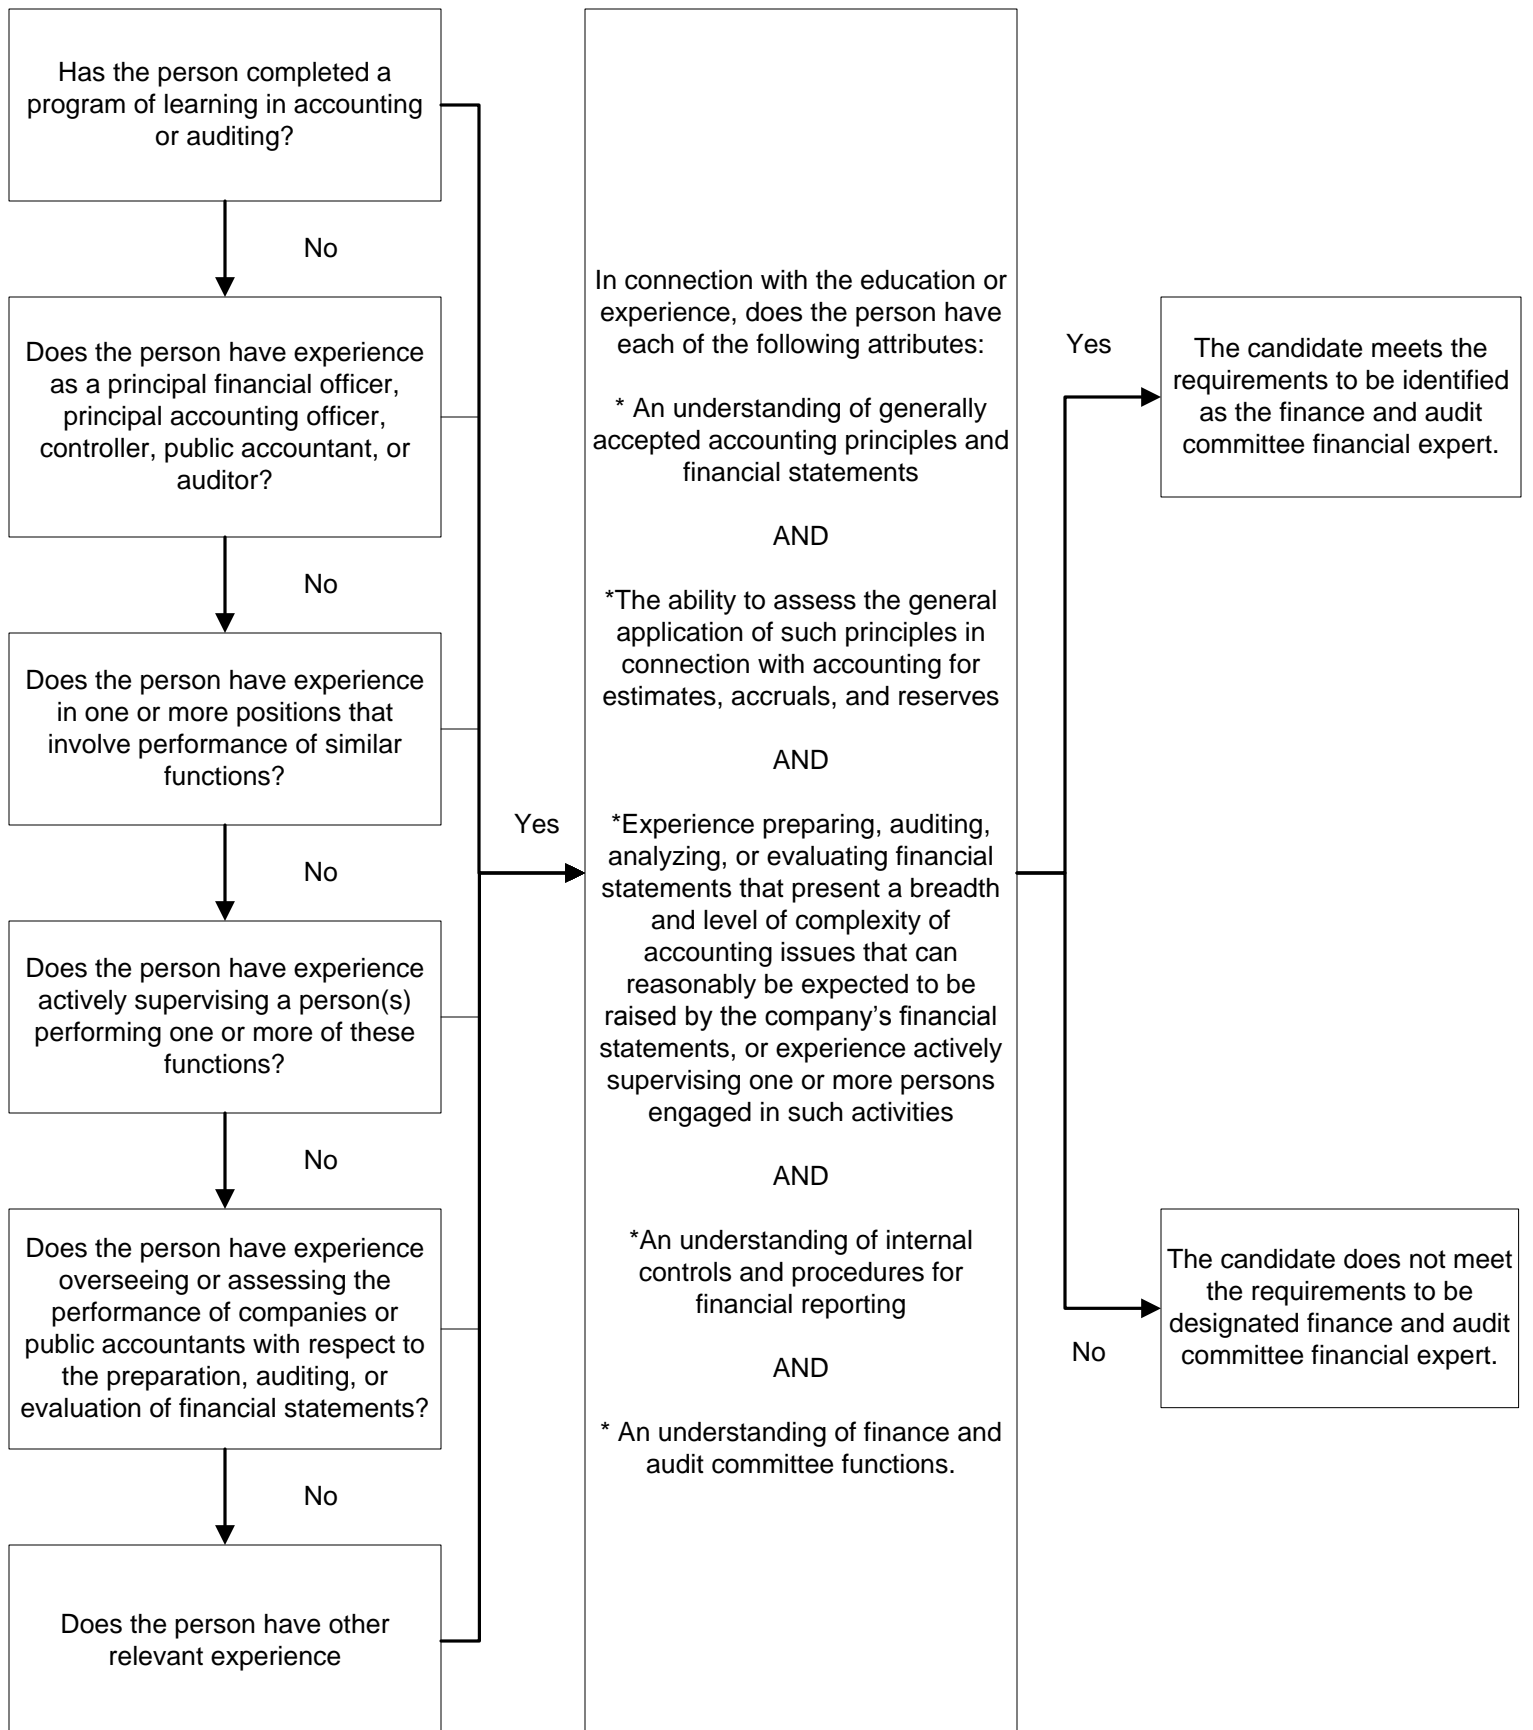 Has the person completed a
program of learning in accounting
or auditing?
No
Does the person have experience
as a principal financial officer,
principal accounting officer,
controller, public accountant, or
auditor?
No
Does the person have experience
in one or more positions that
involve performance of similar
functions?
No
Does the person have experience
actively supervising a person(s)
performing one or more of these
functions?
No
Does the person have experience
overseeing or assessing the
performance of companies or
public accountants with respect to
the preparation, auditing, or
evaluation of financial statements?
No
Does the person have other
relevant experience
Yes
In connection with the education or
experience, does the person have
each of the following attributes:
* An understanding of generally
accepted accounting principles and
financial statements
AND
*The ability to assess the general
application of such principles in
connection with accounting for
estimates, accruals, and reserves
AND
*Experience preparing, auditing,
analyzing, or evaluating financial
statements that present a breadth
and level of complexity of
accounting issues that can
reasonably be expected to be
raised by the company’s financial
statements, or experience actively
supervising one or more persons
engaged in such activities
AND
*An understanding of internal
controls and procedures for
financial reporting
AND
* An understanding of finance and
audit committee functions.
Yes
The candidate meets the
requirements to be identified
as the finance and audit
committee financial expert.
No
The candidate does not meet
the requirements to be
designated finance and audit
committee financial expert.